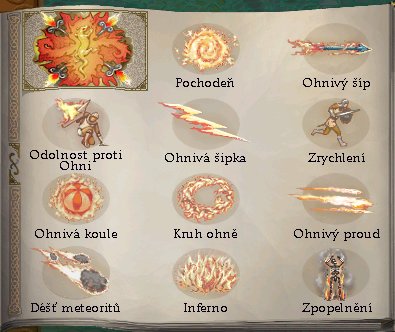 Pochodeň
Ohnivý šíp
Odolnost proti
Ohni
Ohnivá šipka
Zrychlení
Ohnivá koule
Kruh ohně
Ohnivý proud
Déšť meteoritů
Inferno
Zpopelnění